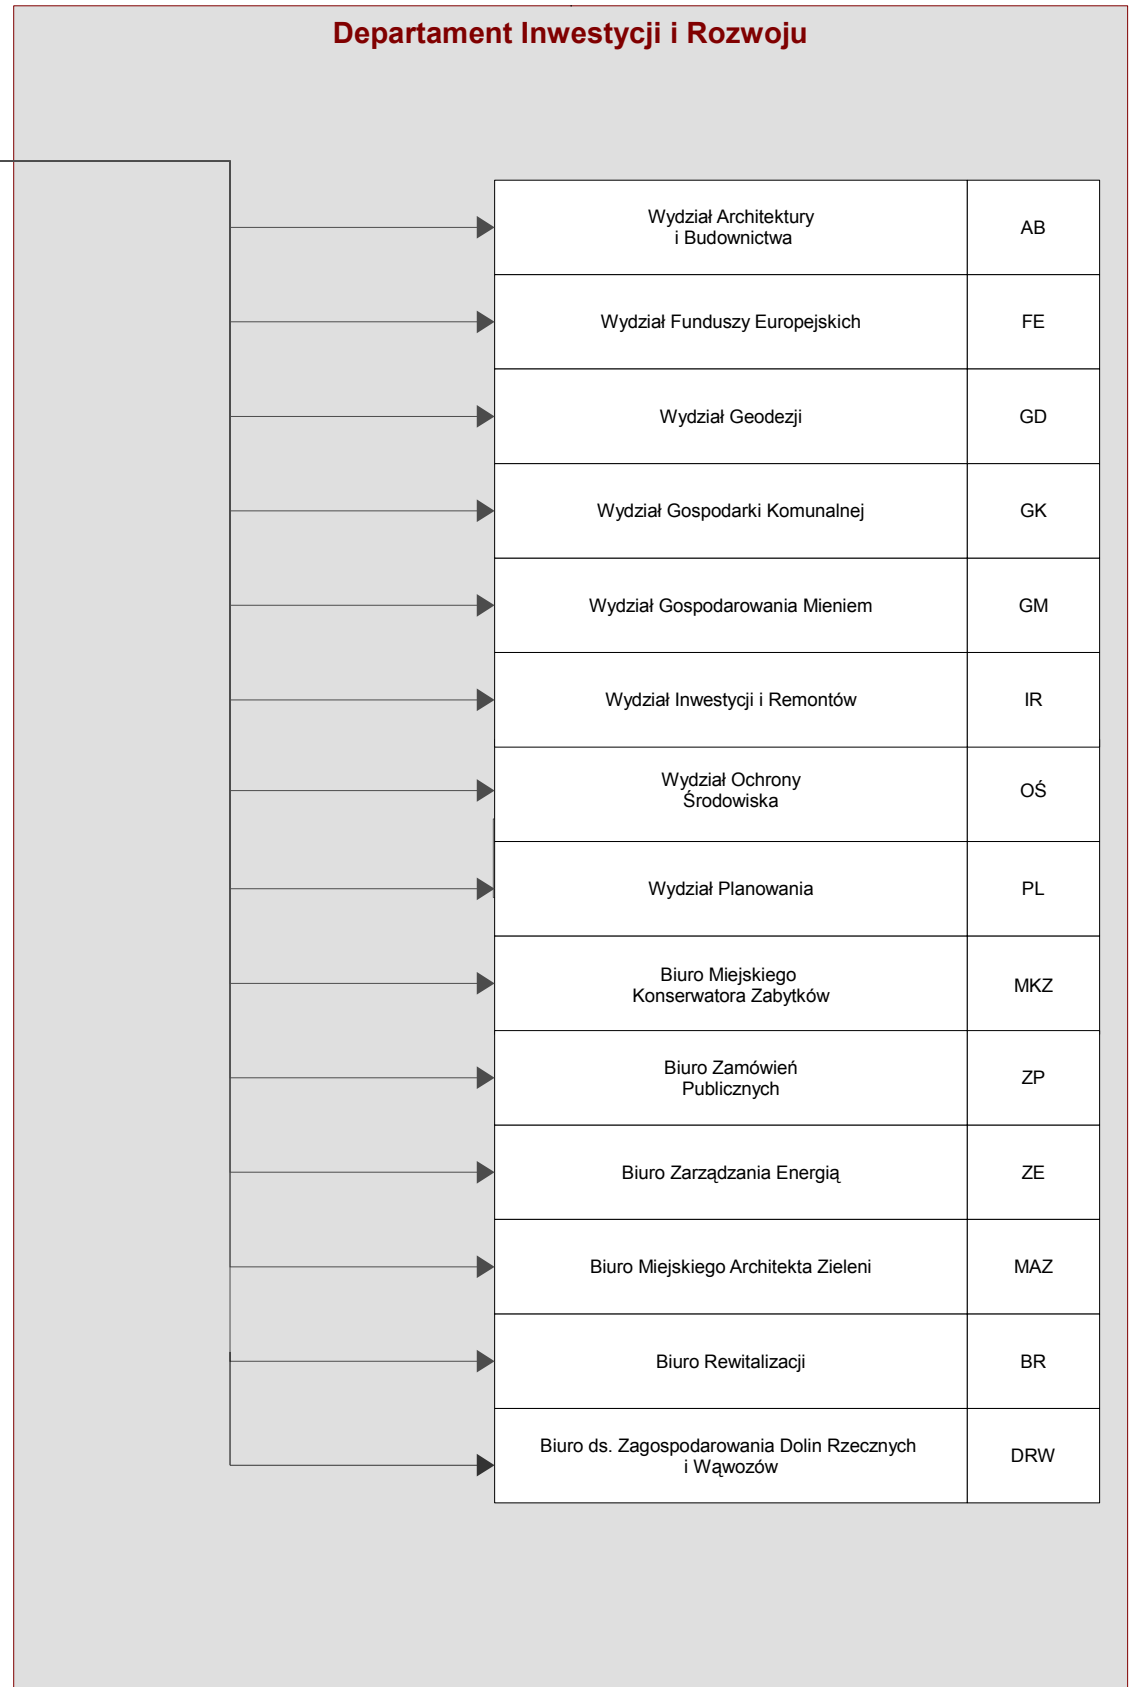 Departament Inwestycji i Rozwoju
Wydział Architektury
i Budownictwa
AB
Wydział Funduszy Europejskich
FE
Wydział Geodezji
GD
Wydział Gospodarki Komunalnej
GK
Wydział Gospodarowania Mieniem
GM
Wydział Inwestycji i Remontów
IR
Wydział Ochrony
Środowiska
OŚ
Wydział Planowania
PL
Biuro Miejskiego
Konserwatora Zabytków
MKZ
Biuro Zamówień
Publicznych
ZP
Biuro Zarządzania Energią
ZE
Biuro Miejskiego Architekta Zieleni
MAZ
Biuro Rewitalizacji
BR
Biuro ds. Zagospodarowania Dolin Rzecznych
i Wąwozów
DRW